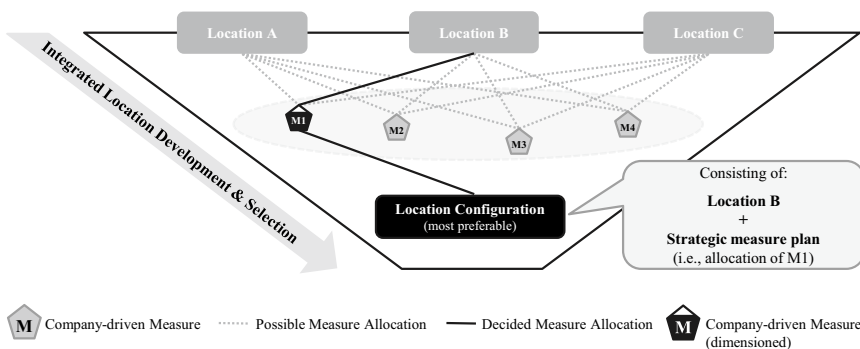 Location A
Location B
Location C
Integrated Location Development & Selection
M1
M2
M3
M4
Location Configuration
(most preferable)
Consisting of:
Location B
+
Strategic measure plan
(i.e., allocation of M1)
M Company-driven Measure
Possible Measure Allocation
Decided Measure Allocation
M Company-driven Measure
(dimensioned)